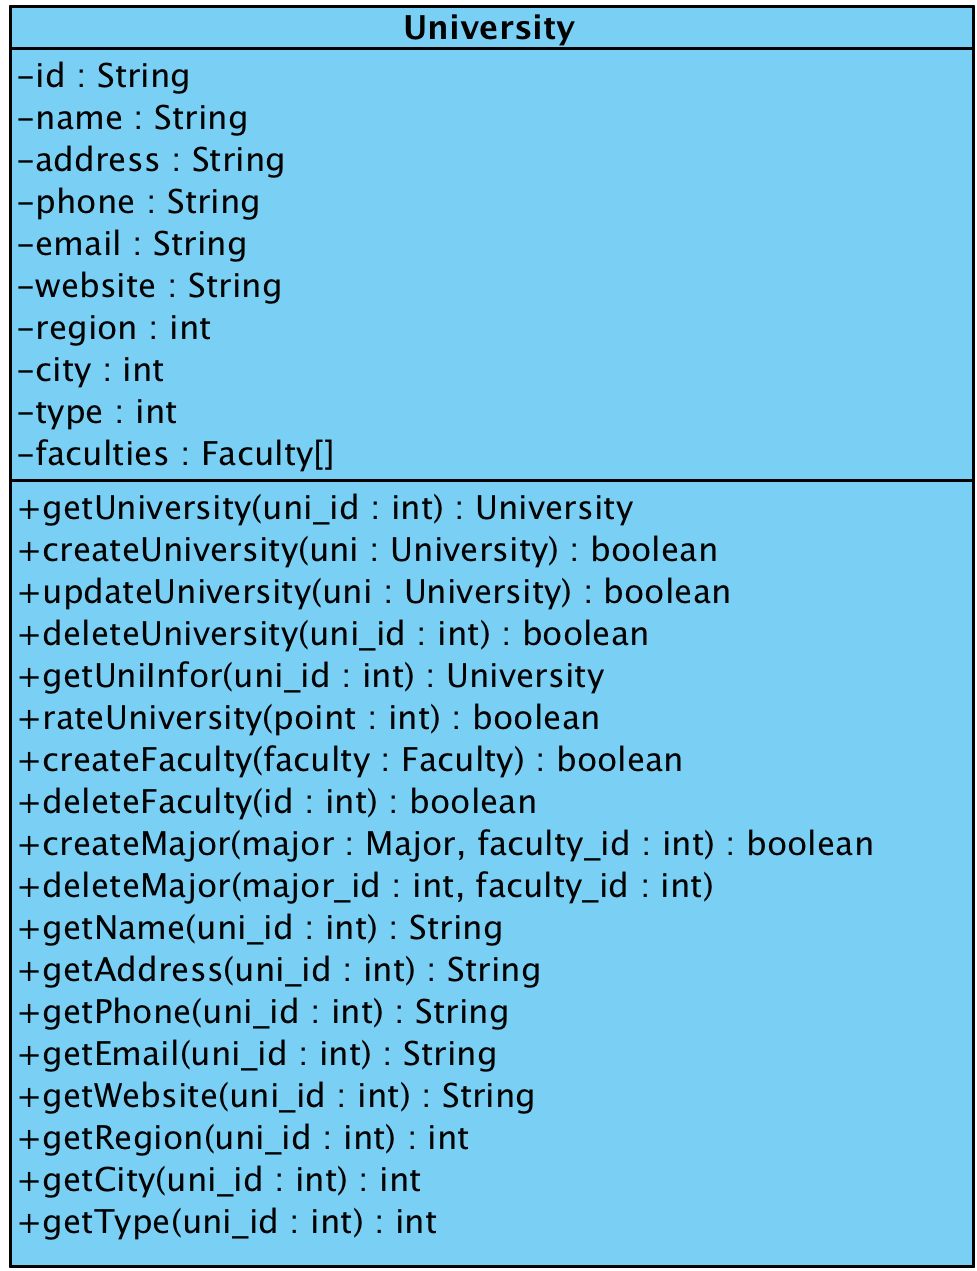 University
-id : String
-name : String
-address : String
-phone : String
-email : String
-website : String
-region : int
-city : int
-type : int
-faculties : Faculty[]
+getUniversity(uni_id : int) : University
+createUniversity(uni : University) : boolean
+updateUniversity(uni : University) : boolean
+deleteUniversity(uni_id : int) : boolean
+getUniInfor(uni_id : int) : University
+rateUniversity(point : int) : boolean
+createFaculty(faculty : Faculty) : boolean
+deleteFaculty(id : int) : boolean
+createMajor(major : Major, faculty_id : int) : boolean
+deleteMajor(major_id : int, faculty_id : int)
+getName(uni_id : int) : String
+getAddress(uni_id : int) : String
+getPhone(uni_id : int) : String
+getEmail(uni_id : int) : String
+getWebsite(uni_id : int) : String
+getRegion(uni_id : int) : int
+getCity(uni_id : int) : int
+getType(uni_id : int) : int